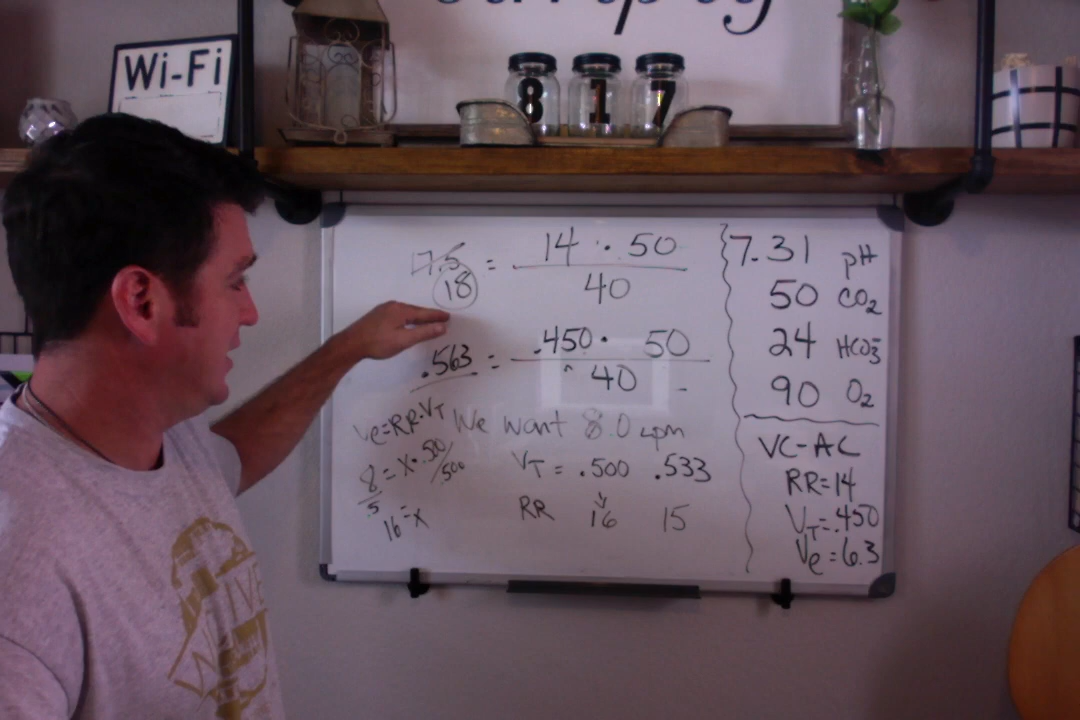 Wi-Fi
8 1 7
17.5
18 = 14 · 50
40
.563 = .450 · 50
40
Ve=RR·VT
We want 8.0 Lpm
8 = X · .500
.5 .500
16 = X
VT = .500 .533
RR 16 15
7.31 pH
50 CO2
24 HCO3-
90 O2
VC-AC
RR=14
VT=.450
Ve=6.3